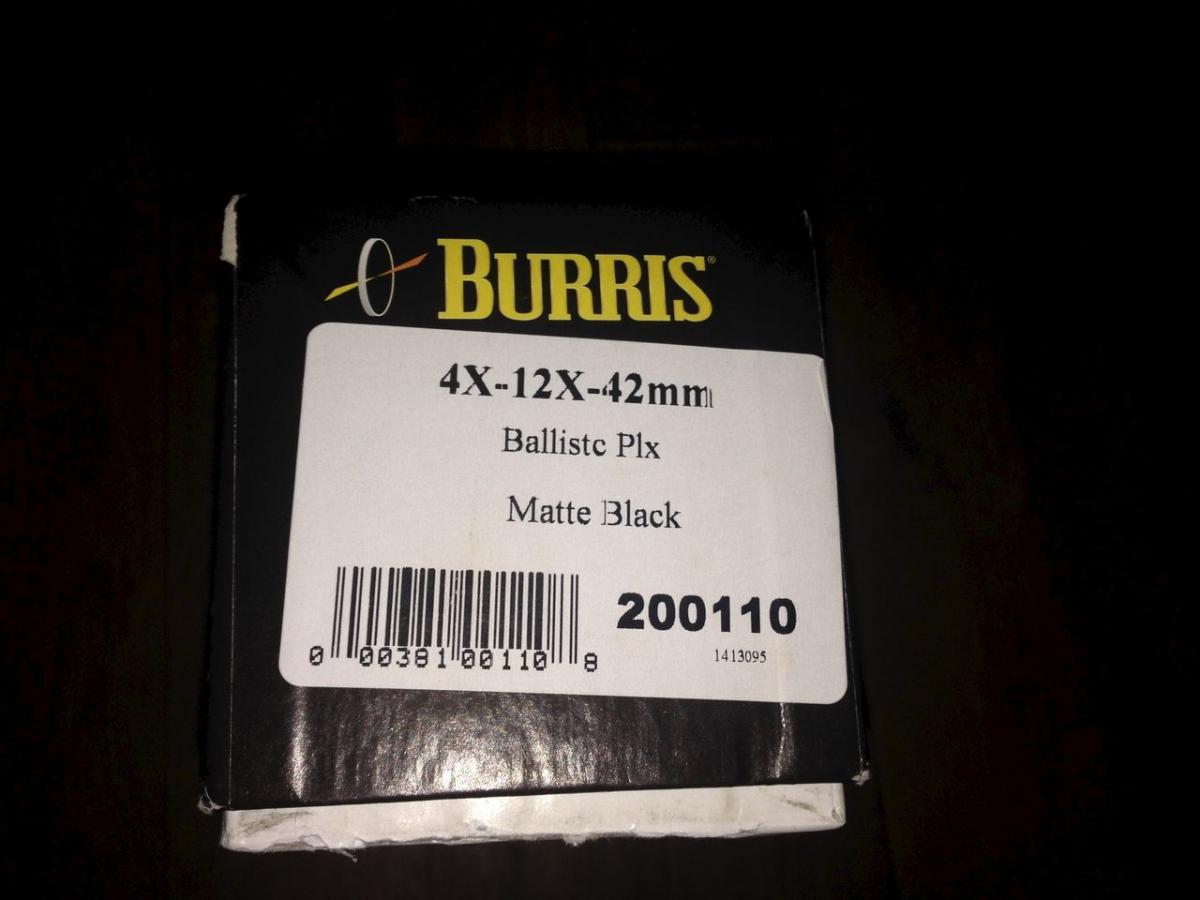 BURRIS®
4X-12X-42mm
Ballistc Plx
Matte Black
200110
1413095
0 00381 00110 8